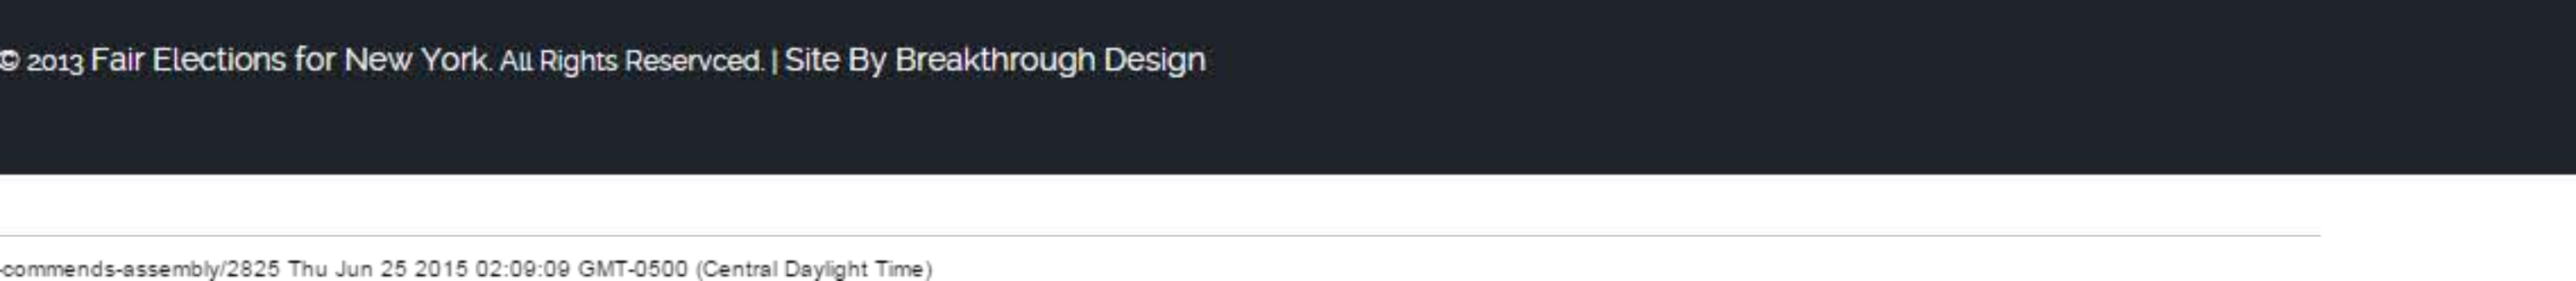 © 2013 Fair Elections for New York. All Rights Reservced. | Site By Breakthrough Design
-commends-assembly/2825 Thu Jun 25 2015 02:09:09 GMT-0500 (Central Daylight Time)